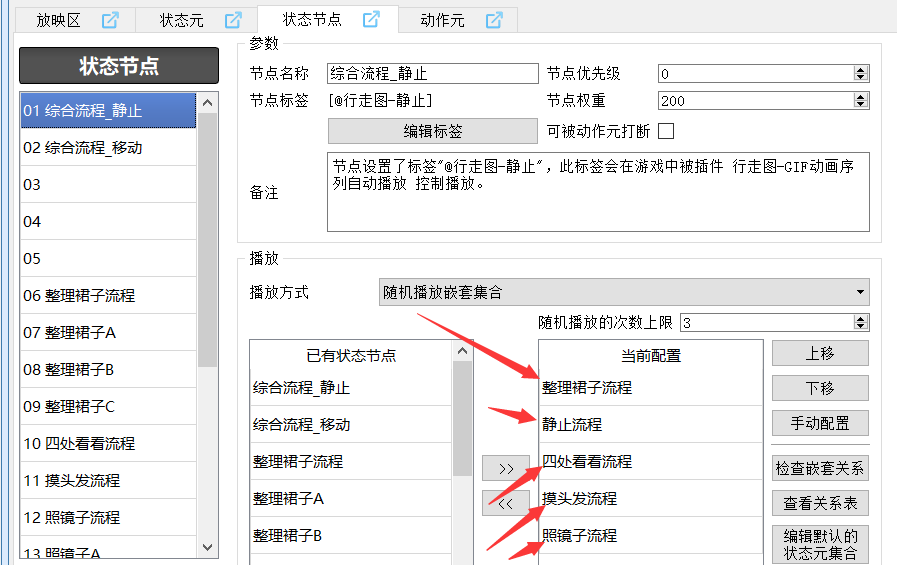 放映区
状态元
状态节点
动作元
状态节点
01 综合流程_静止
02 综合流程_移动
03
04
05
06 整理裙子流程
07 整理裙子A
08 整理裙子B
09 整理裙子C
10 四处看看流程
11 摸头发流程
12 照镜子流程
13 照镜子A
参数
节点名称 综合流程_静止 节点优先级 0
节点标签 [@行走图-静止] 节点权重 200
编辑标签 可被动作元打断
备注
节点设置了标签"@行走图-静止"，此标签会在游戏中被插件 行走图-GIF动画序
列自动播放 控制播放。
播放
播放方式 随机播放嵌套集合
随机播放的次数上限 3
已有状态节点
综合流程_静止
综合流程_移动
整理裙子流程
整理裙子A
整理裙子B
>>
<<
当前配置
整理裙子流程
静止流程
四处看看流程
摸头发流程
照镜子流程
上移
下移
手动配置
检查嵌套关系
查看关系表
编辑默认的
状态元集合